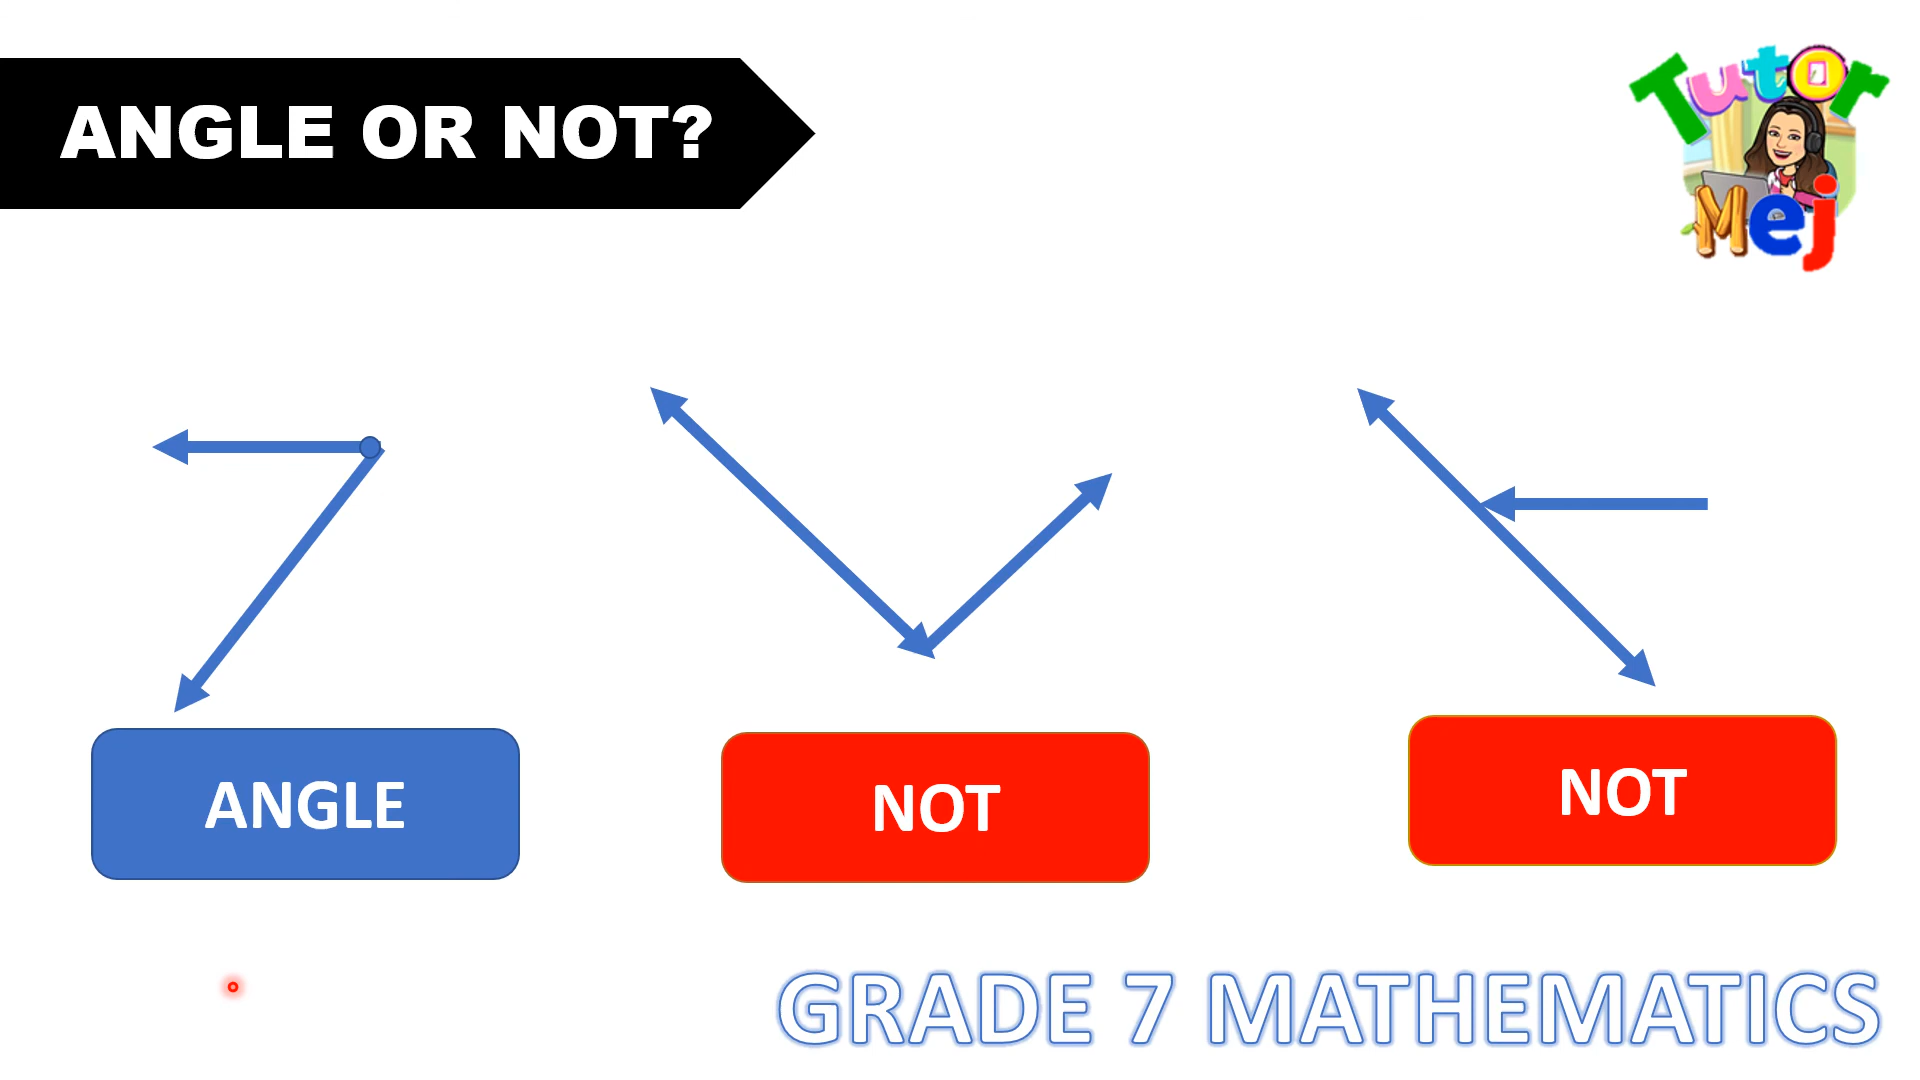 ANGLE OR NOT?
Tutor
Mej
ANGLE
NOT
NOT
GRADE 7 MATHEMATICS